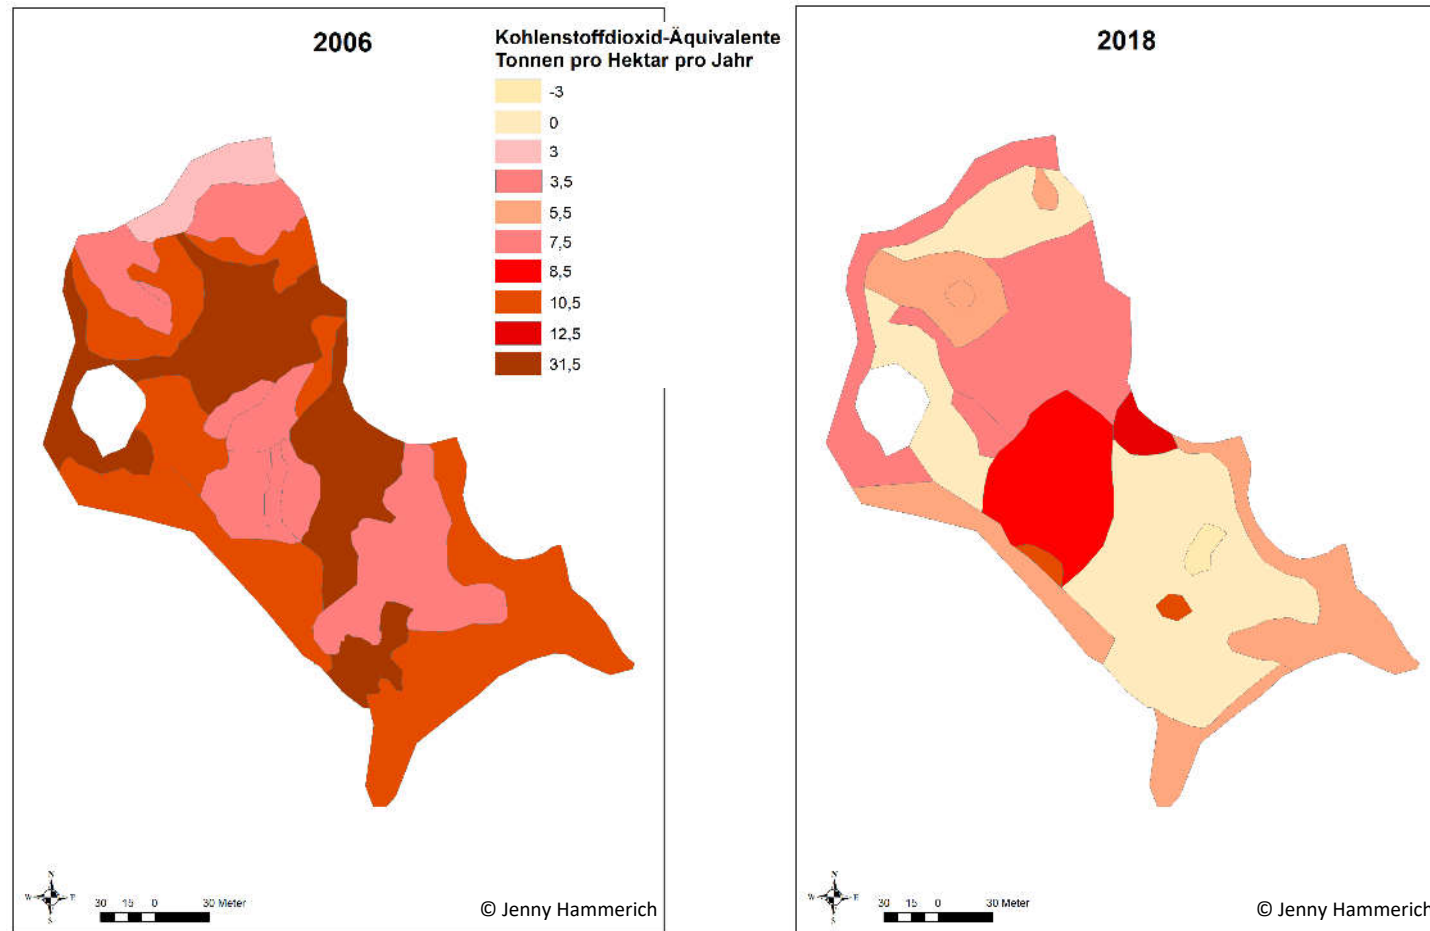 2006
Kohlenstoffdioxid-Äquivalente
Tonnen pro Hektar pro Jahr
-3
0
3
3,5
5,5
7,5
8,5
10,5
12,5
31,5
N
W E
S
30 15 0 30 Meter
© Jenny Hammerich
2018
N
W E
S
30 15 0 30 Meter
© Jenny Hammerich